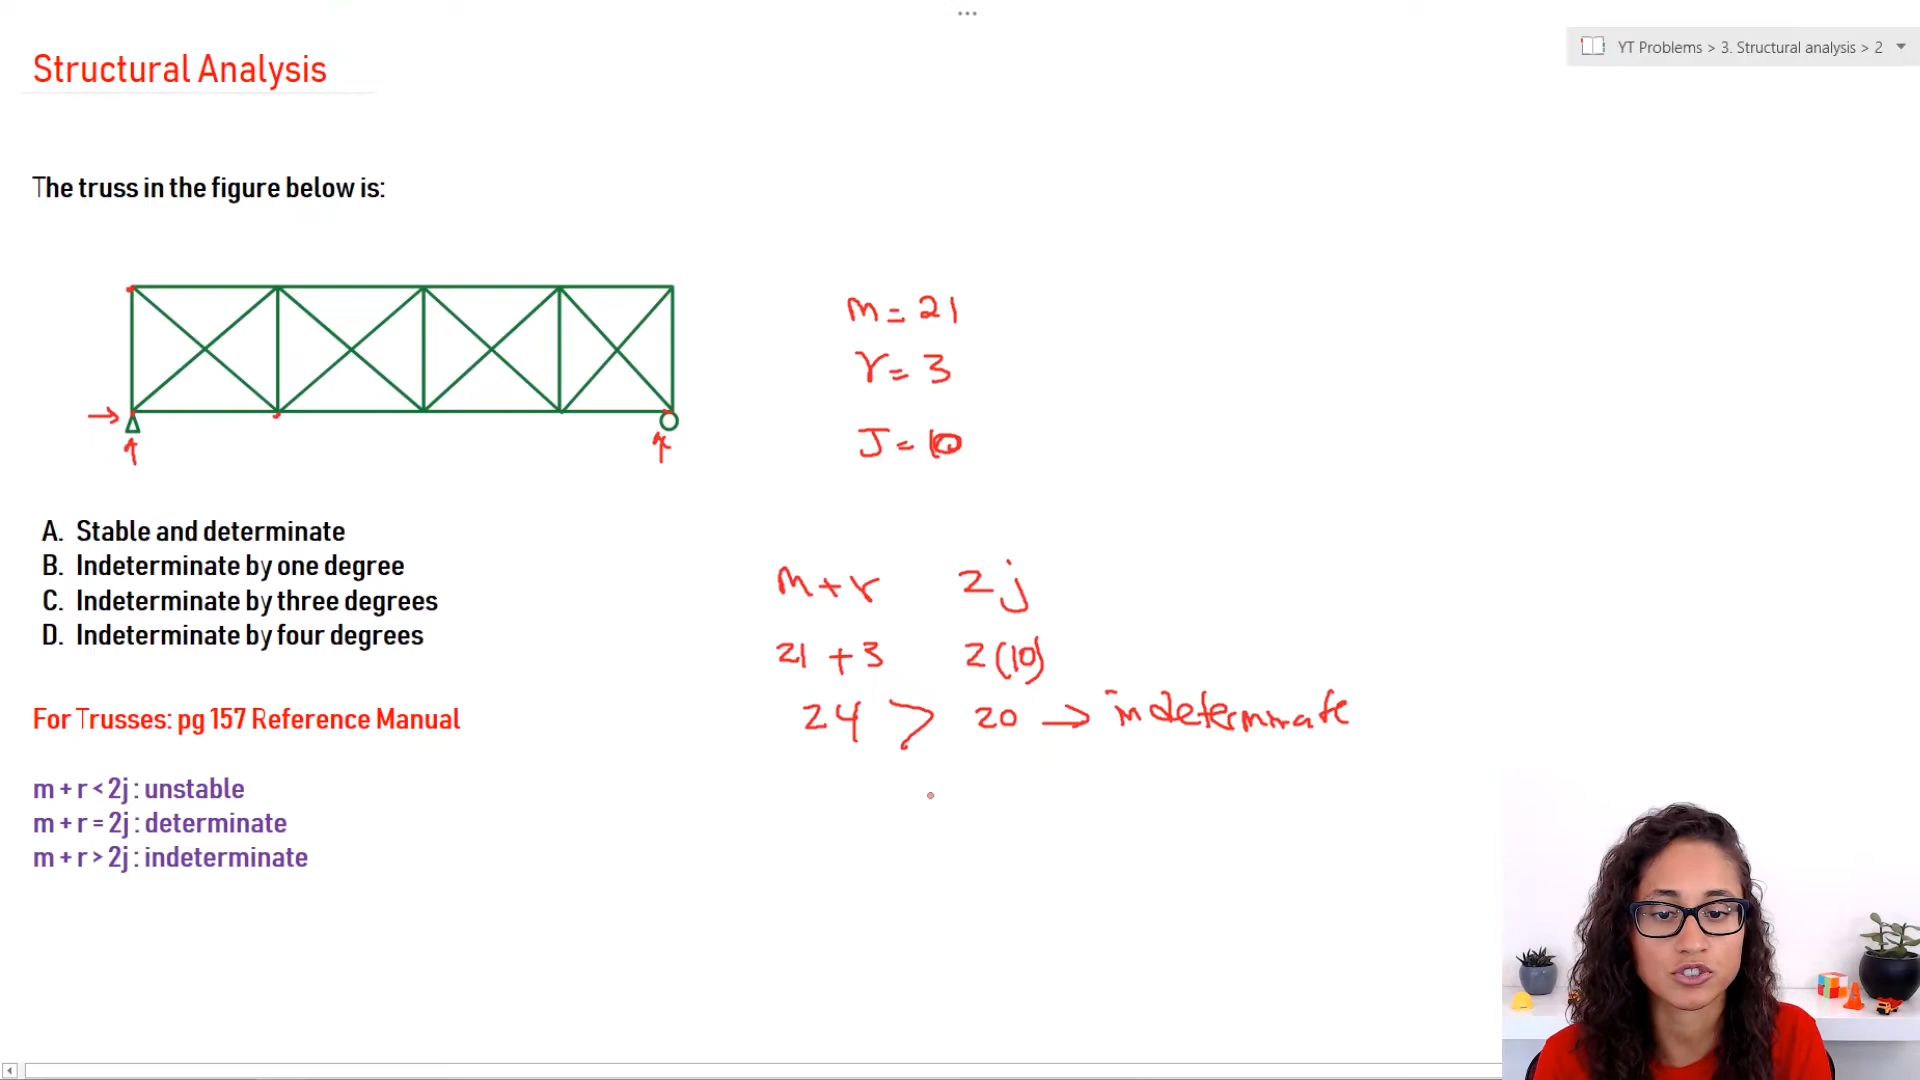 YT Problems > 3. Structural analysis > 2
Structural Analysis
The truss in the figure below is:
m = 21
r = 3
J = 10
A. Stable and determinate
B. Indeterminate by one degree
C. Indeterminate by three degrees
D. Indeterminate by four degrees
m + r 2j
21 + 3 2(10)
24 > 20 → indeterminate
For Trusses: pg 157 Reference Manual
m + r < 2j : unstable
m + r = 2j : determinate
m + r > 2j : indeterminate